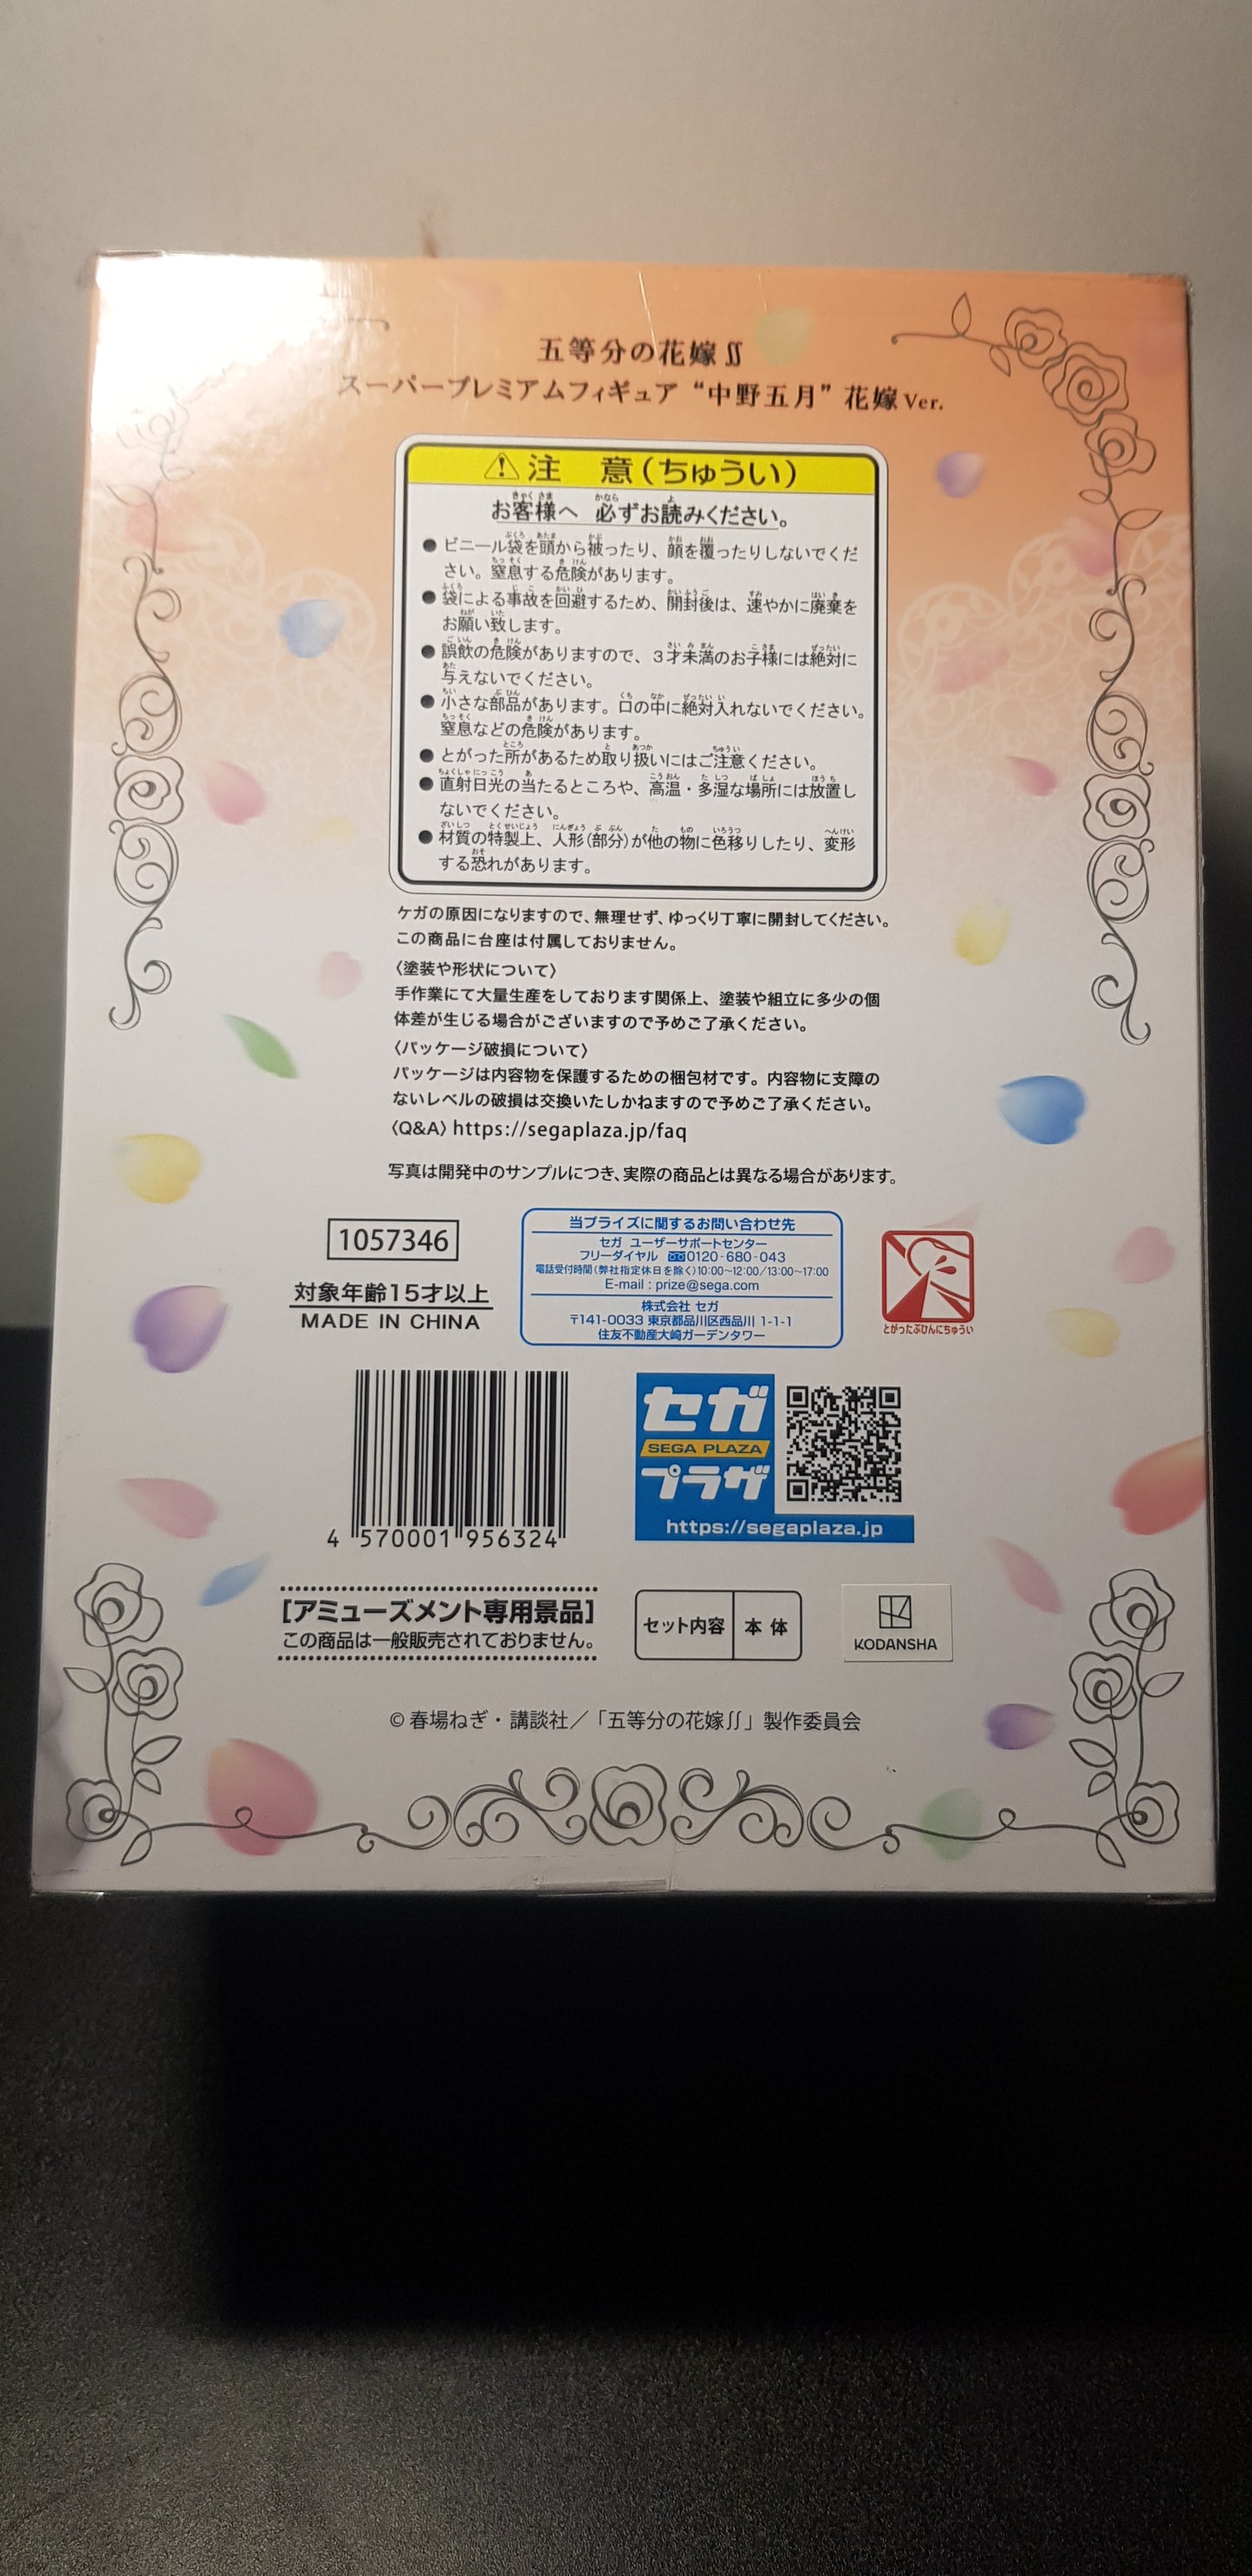 五等分の花嫁∬
スーパープレミアムフィギュア“中野五月”花嫁Ver.
⚠注　意(ちゅうい)
お客様へ　必ずお読みください。
●ビニール袋を頭から被ったり、顔を覆ったりしないでくだ
さい。窒息する危険があります。
●袋による事故を回避するため、開封後は、速やかに廃棄を
お願い致します。
●誤飲の危険がありますので、3才未満のお子様には絶対に
与えないでください。
●小さな部品があります。口の中に絶対入れないでください。
窒息などの危険があります。
●とがった所があるため取り扱いにはご注意ください。
●直射日光の当たるところや、高温・多湿な場所には放置し
ないでください。
●材質の特製上、人形(部分)が他の物に色移りしたり、変形
する恐れがあります。
ケガの原因になりますので、無理せず、ゆっくり丁寧に開封してください。
この商品に台座は付属しておりません。
〈塗装や形状について〉
手作業にて大量生産をしております関係上、塗装や組立に多少の個
体差が生じる場合がございますので予めご了承ください。
〈パッケージ破損について〉
パッケージは内容物を保護するための梱包材です。内容物に支障の
ないレベルの破損は交換いたしかねますので予めご了承ください。
〈Q&A〉https://segaplaza.jp/faq
写真は開発中のサンプルにつき、実際の商品とは異なる場合があります。
1057346
対象年齢15才以上
MADE IN CHINA
当プライズに関するお問い合わせ先
セガ ユーザーサポートセンター
フリーダイヤル 0120-680-043
電話受付時間(弊社指定休日を除く)10:00~12:00/13:00~17:00
E-mail : prize@sega.com
株式会社 セガ
〒141-0033 東京都品川区西品川 1-1-1
住友不動産大崎ガーデンタワー
とがったぶひんにちゅうい
4 570001 956324
セガ
SEGA PLAZA
プラザ
https://segaplaza.jp
[アミューズメント専用景品]
この商品は一般販売されておりません。
セット内容 本 体
KODANSHA
© 春場ねぎ・講談社／「五等分の花嫁∬」製作委員会